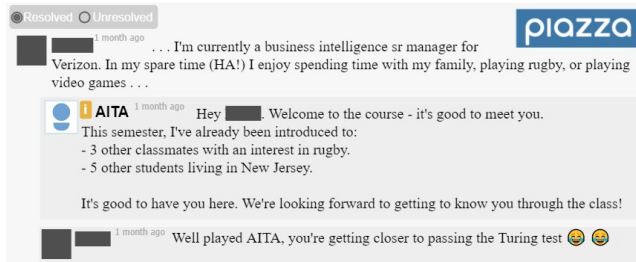 Resolved Unresolved
piazza
1 month ago . . . I'm currently a business intelligence sr manager for
Verizon. In my spare time (HA!) I enjoy spending time with my family, playing rugby, or playing
video games . . .
i AITA 1 month ago Hey . Welcome to the course - it's good to meet you.
This semester, I've already been introduced to:
- 3 other classmates with an interest in rugby.
- 5 other students living in New Jersey.
It's good to have you here. We're looking forward to getting to know you through the class!
1 month ago Well played AITA, you're getting closer to passing the Turing test 😂 😂